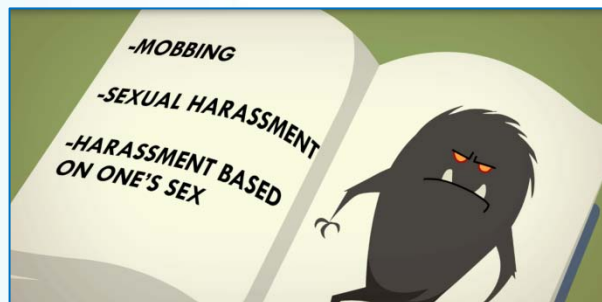 -MOBBING
-SEXUAL HARASSMENT
-HARASSMENT BASED
ON ONE'S SEX